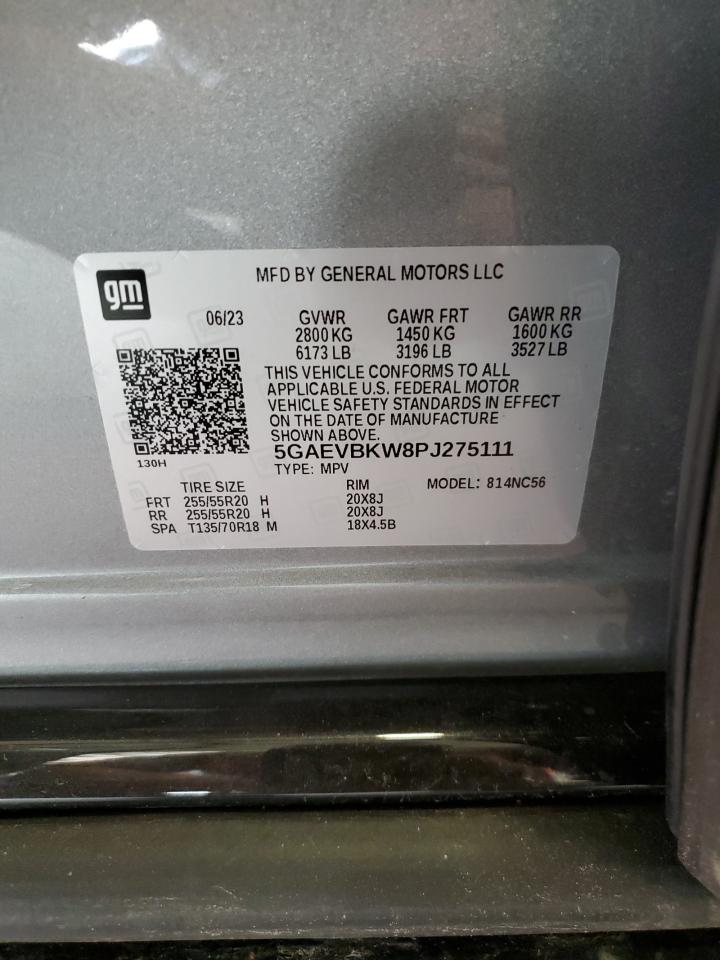 gm
MFD BY GENERAL MOTORS LLC
06/23 GVWR GAWR FRT GAWR RR
2800 KG 1450 KG 1600 KG
6173 LB 3196 LB 3527 LB
THIS VEHICLE CONFORMS TO ALL
APPLICABLE U.S. FEDERAL MOTOR
VEHICLE SAFETY STANDARDS IN EFFECT
ON THE DATE OF MANUFACTURE
SHOWN ABOVE.
130H
5GAEVBKW8PJ275111
TYPE: MPV
TIRE SIZE RIM MODEL: 814NC56
FRT 255/55R20 H 20X8J
RR 255/55R20 H 20X8J
SPA T135/70R18 M 18X4.5B